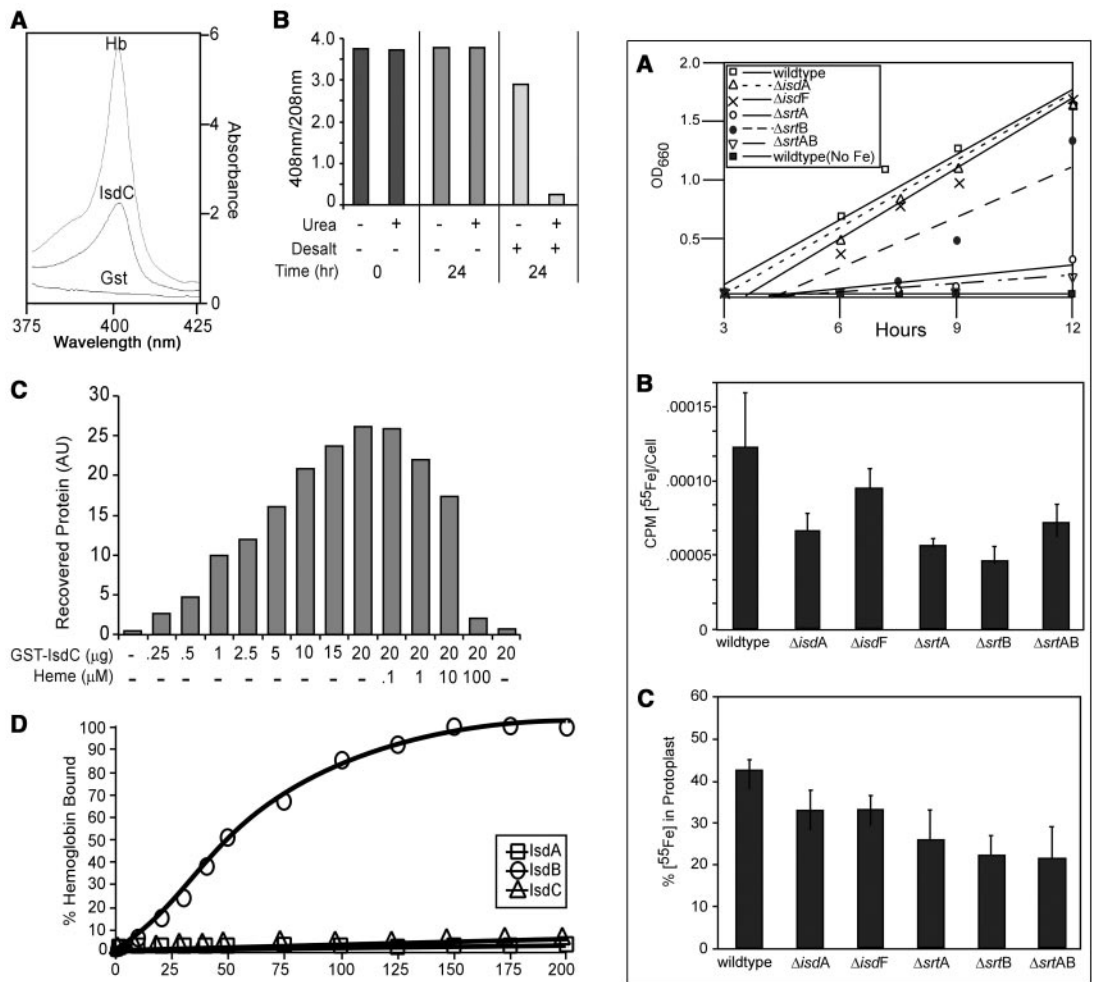 A
Hb
IsdC
Gst
6
4
2
0
Absorbance
375
400
425
Wavelength (nm)
B
4.0
3.0
2.0
1.0
0
408nm/208nm
Urea - + - + - +
Desalt - - - - + +
Time (hr) 0 24 24
C
30
25
20
15
10
5
0
Recovered Protein (AU)
GST-IsdC (μg) - .25 .5 1 2.5 5 10 15 20 20 20 20 20 20
Heme (μM) - - - - - - - - - .1 1 10 100 -
D
100
90
80
70
60
50
40
30
20
10
0
% Hemoglobin Bound
IsdA
IsdB
IsdC
0 25 50 75 100 125 150 175 200
A
2.0
1.5
1.0
0.5
OD660
wildtype
ΔisdA
ΔisdF
ΔsrtA
ΔsrtB
ΔsrtAB
wildtype(No Fe)
3 6 9 12
Hours
B
.00015
.00010
.00005
0
CPM [55Fe]/Cell
wildtype ΔisdA ΔisdF ΔsrtA ΔsrtB ΔsrtAB
C
60
50
40
30
20
10
0
% [55Fe] in Protoplast
wildtype ΔisdA ΔisdF ΔsrtA ΔsrtB ΔsrtAB